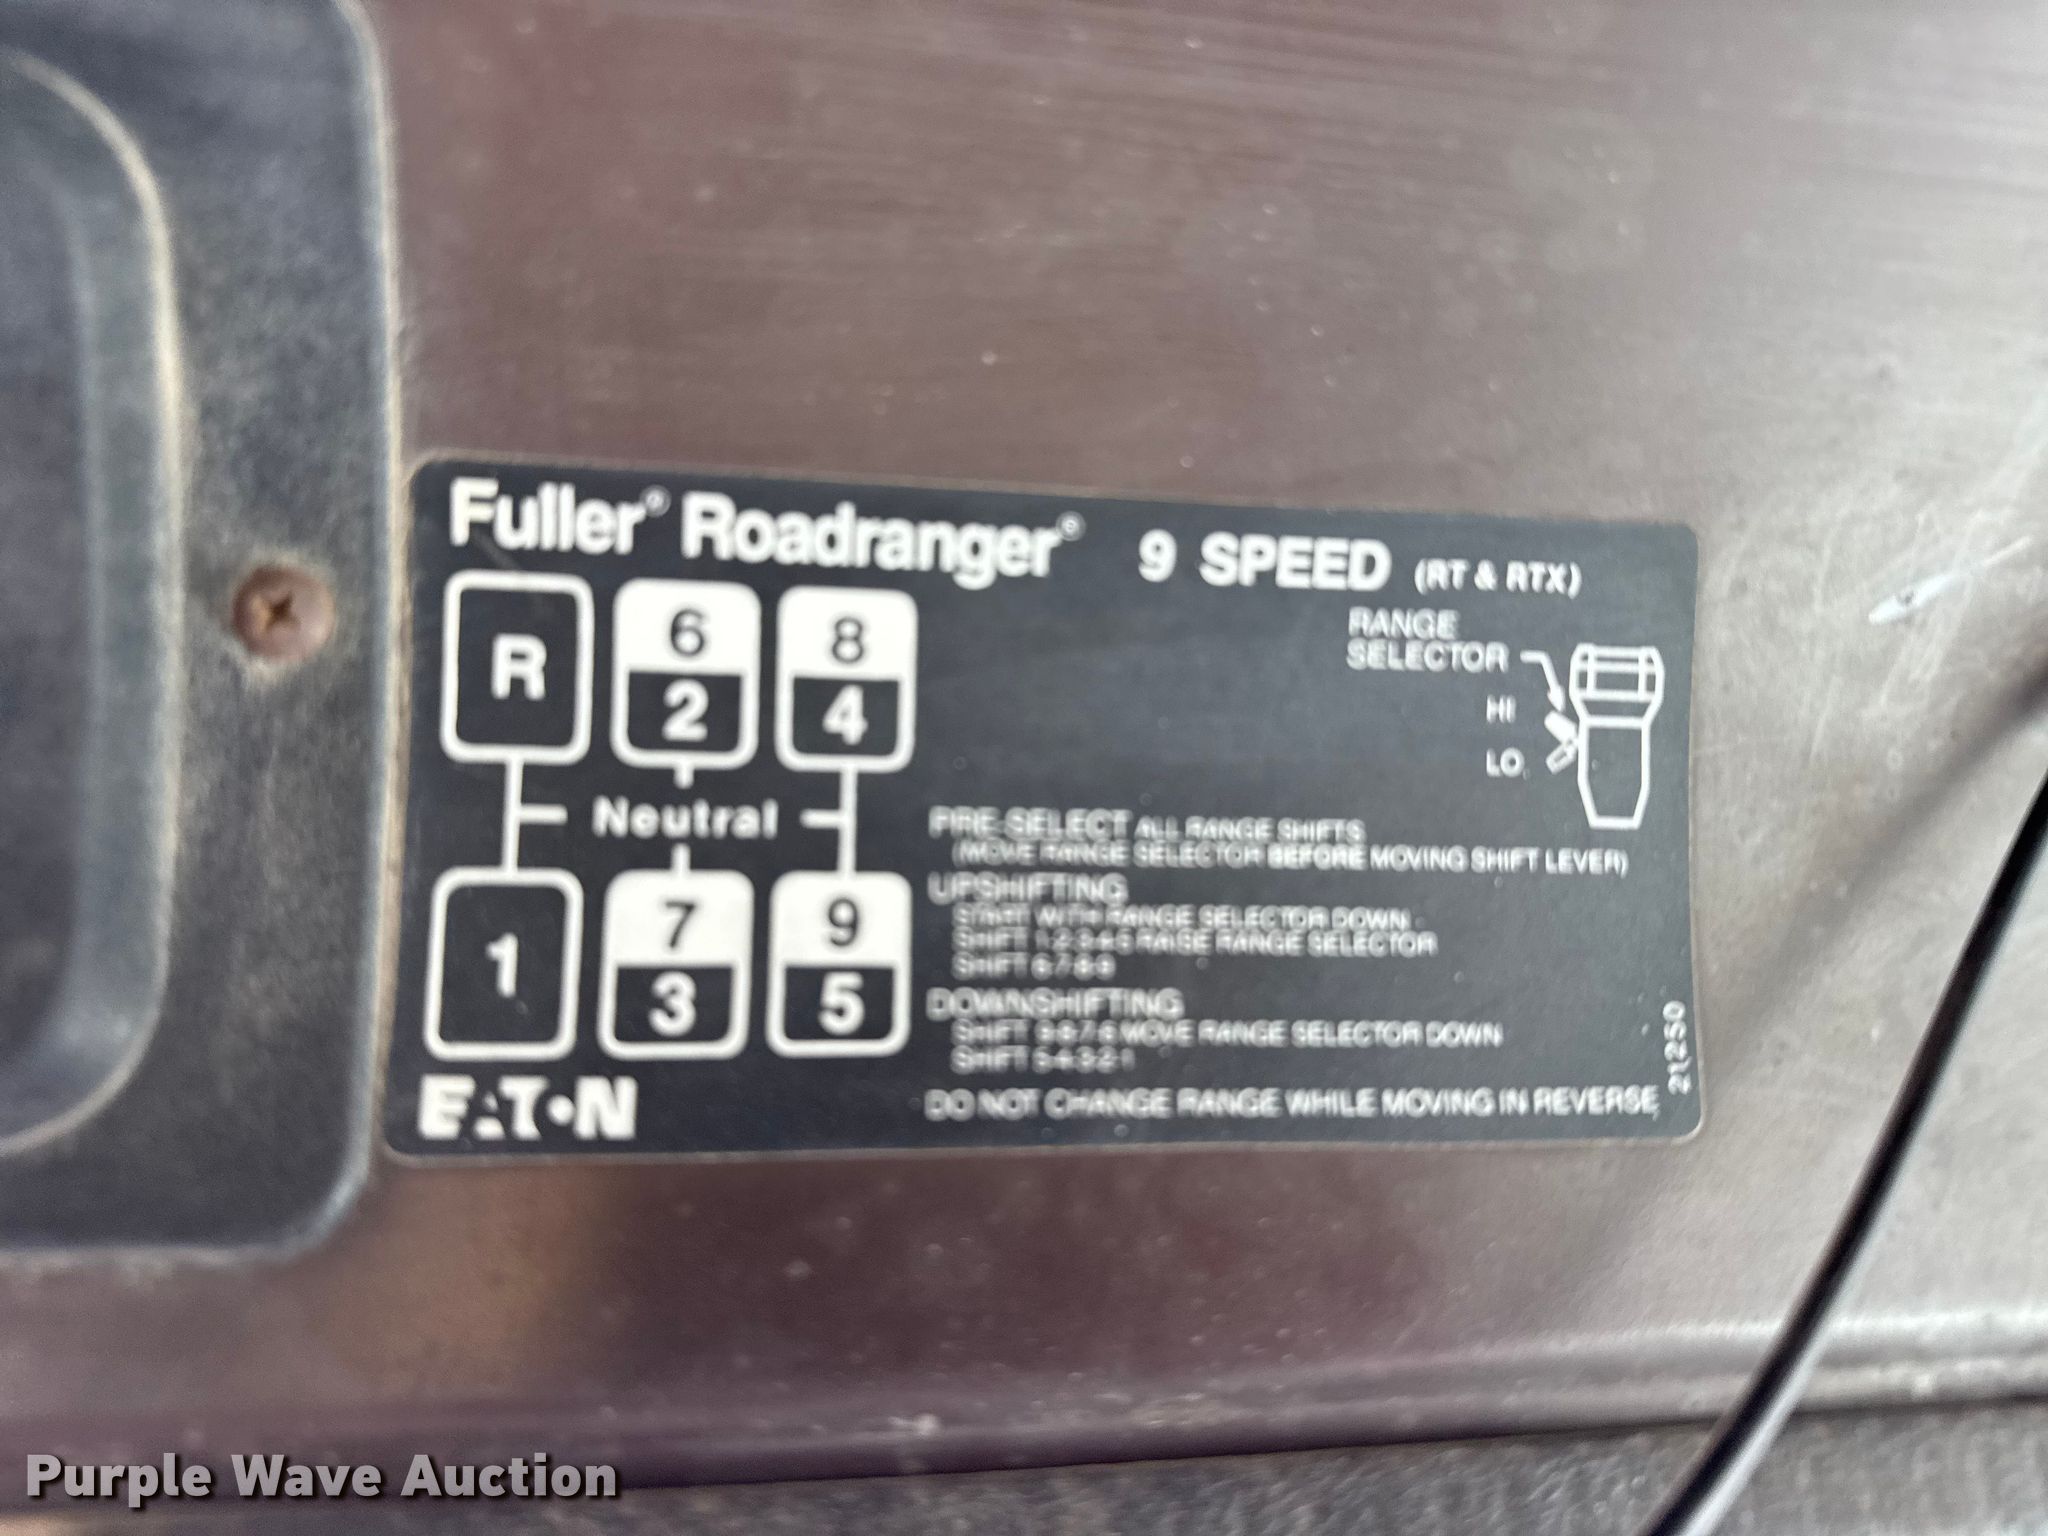 Fuller® Roadranger® 9 SPEED (RT & RTX)
R 6 8
2 4
Neutral
1 7 9
3 5
EATON
RANGE
SELECTOR
HI
LO
PRE-SELECT ALL RANGE SHIFTS
(MOVE RANGE SELECTOR BEFORE MOVING SHIFT LEVER)
UPSHIFTING
START WITH RANGE SELECTOR DOWN
SHIFT 1-2-3-4-5 RAISE RANGE SELECTOR
SHIFT 6-7-8-9
DOWNSHIFTING
SHIFT 9-8-7-6 MOVE RANGE SELECTOR DOWN
SHIFT 5-4-3-2-1
DO NOT CHANGE RANGE WHILE MOVING IN REVERSE
21250
Purple Wave Auction